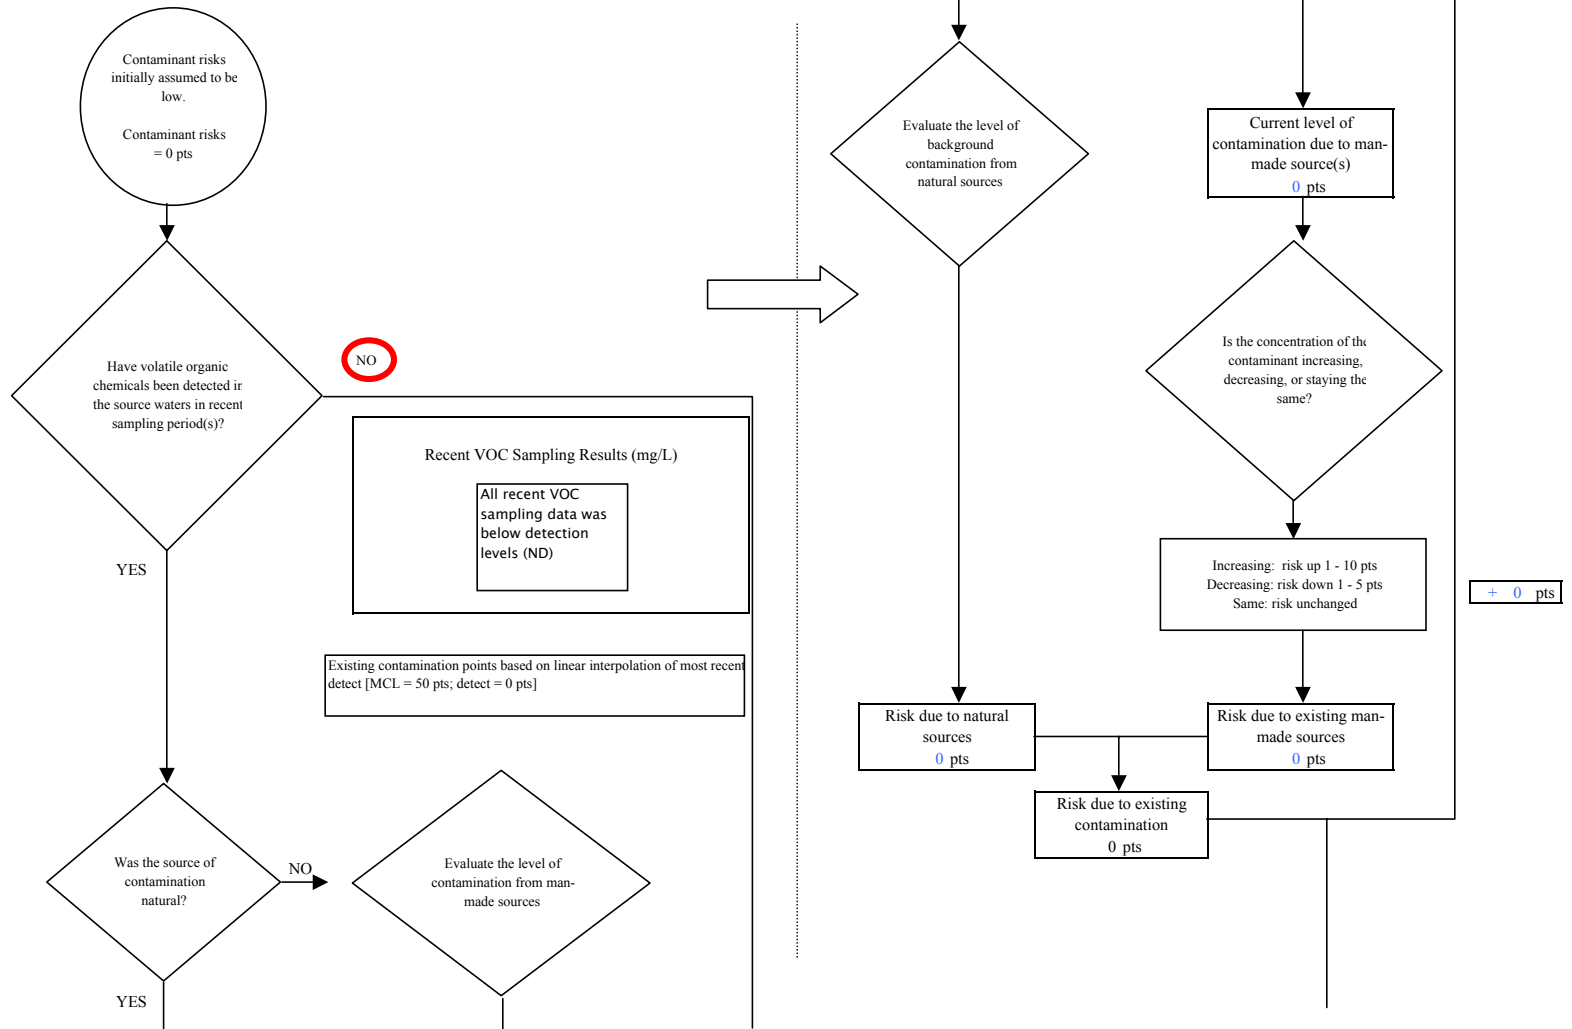 Contaminant risks
initially assumed to be
low.
Contaminant risks
= 0 pts
Have volatile organic
chemicals been detected in
the source waters in recent
sampling period(s)?
NO
Recent VOC Sampling Results (mg/L)
All recent VOC
sampling data was
below detection
levels (ND)
YES
Existing contamination points based on linear interpolation of most recent
detect [MCL = 50 pts; detect = 0 pts]
Was the source of
contamination
natural?
NO
Evaluate the level of
contamination from man-
made sources
YES
Evaluate the level of
background
contamination from
natural sources
Current level of
contamination due to man-
made source(s)
0 pts
Is the concentration of the
contaminant increasing,
decreasing, or staying the
same?
Increasing: risk up 1 - 10 pts
Decreasing: risk down 1 - 5 pts
Same: risk unchanged
+ 0 pts
Risk due to natural
sources
0 pts
Risk due to existing man-
made sources
0 pts
Risk due to existing
contamination
0 pts